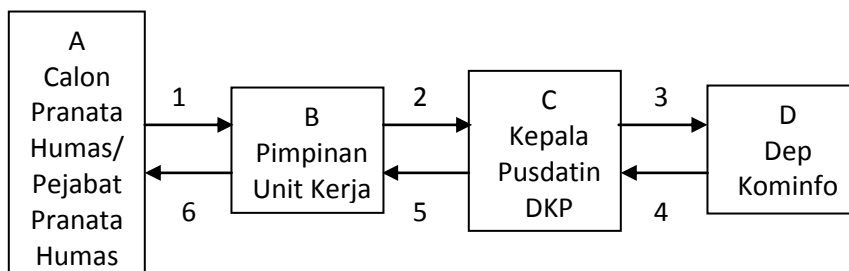 A
Calon
Pranata
Humas/
Pejabat
Pranata
Humas
1
6
B
Pimpinan
Unit Kerja
2
5
C
Kepala
Pusdatin
DKP
3
4
D
Dep
Kominfo